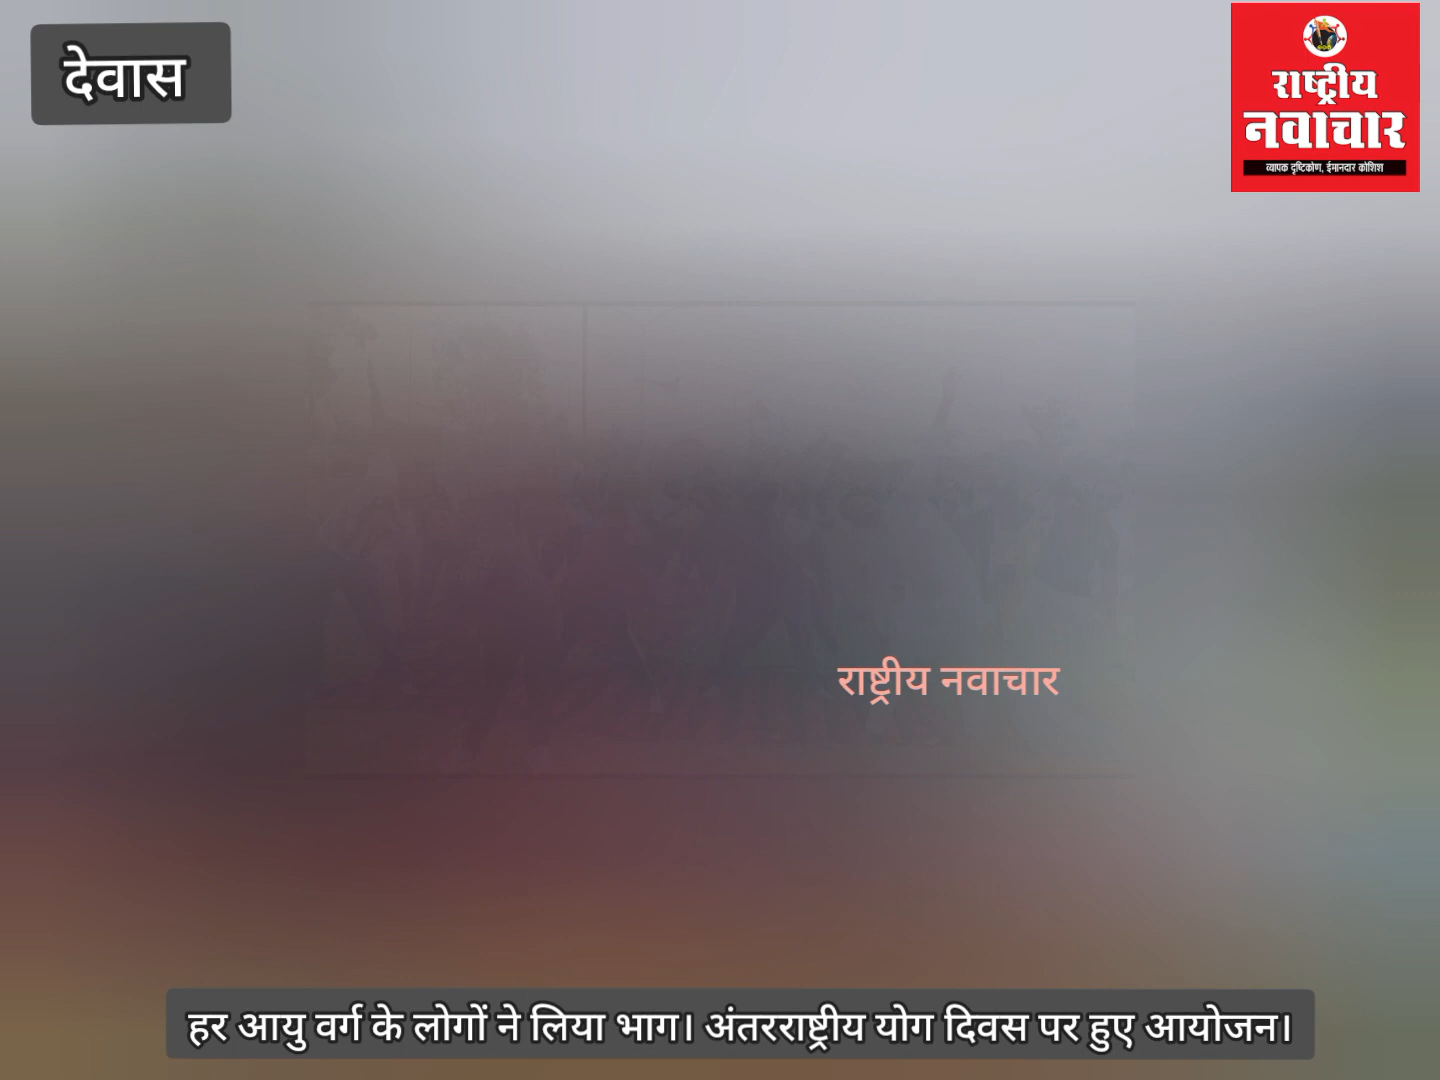 देवास
राष्ट्रीय
नवाचार
व्यापक दृष्टिकोण, ईमानदार कोशिश
राष्ट्रीय नवाचार
हर आयु वर्ग के लोगों ने लिया भाग। अंतरराष्ट्रीय योग दिवस पर हुए आयोजन।